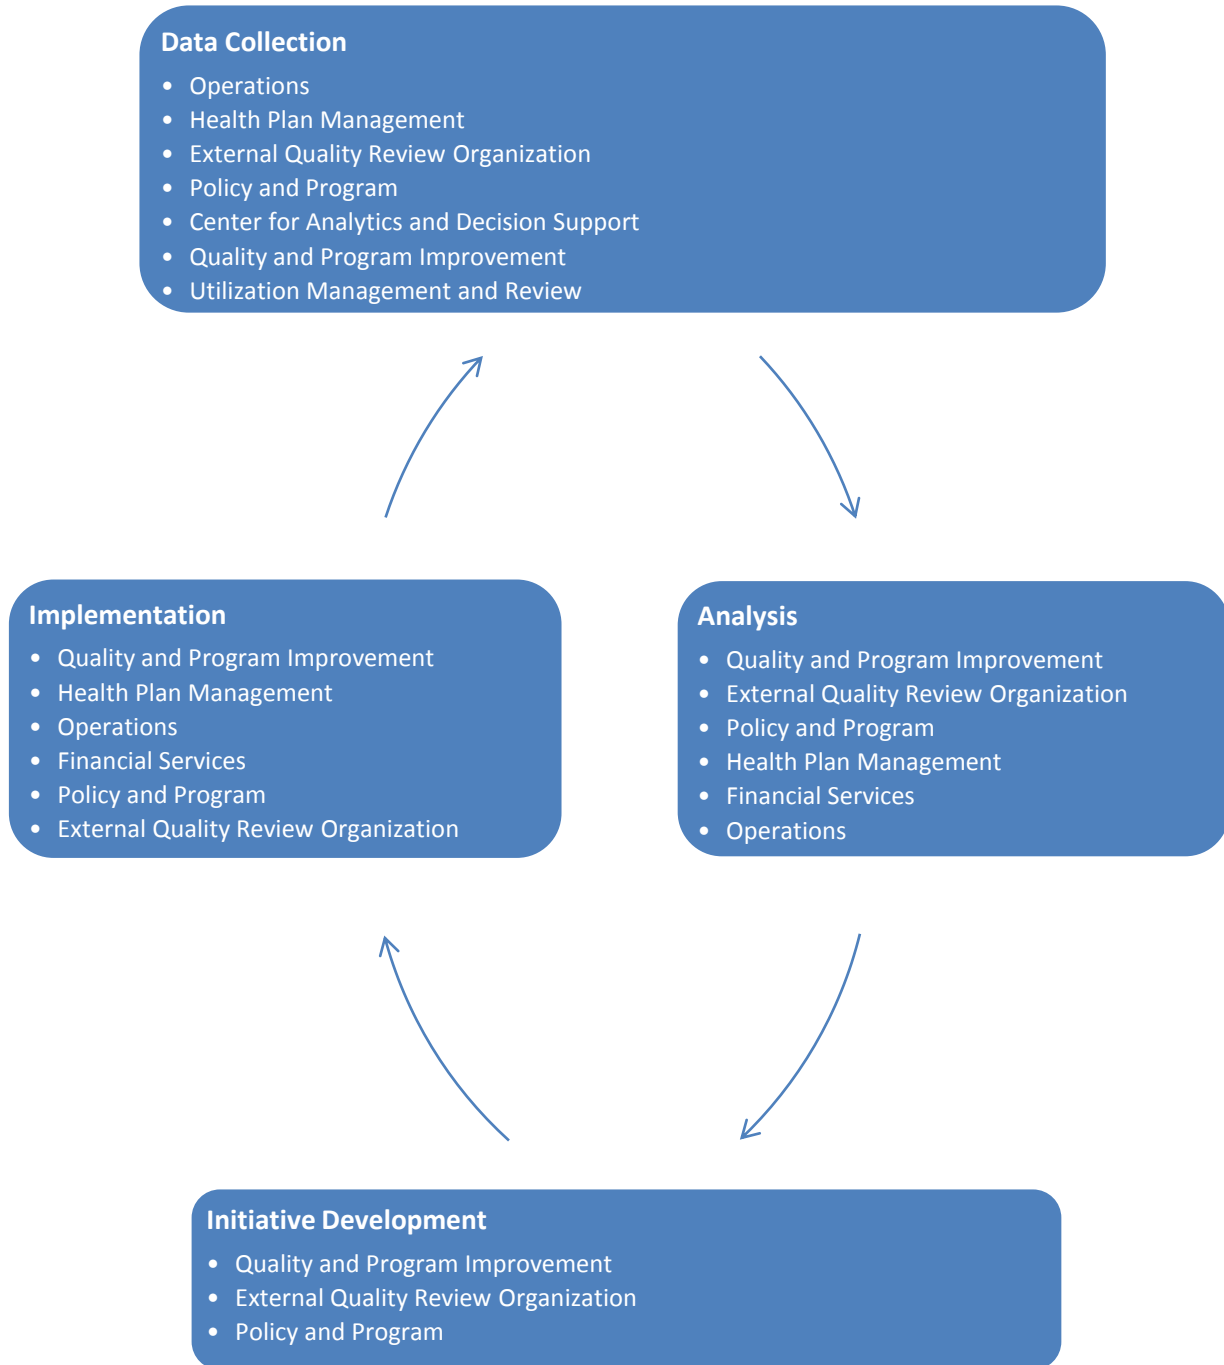 Data Collection
• Operations
• Health Plan Management
• External Quality Review Organization
• Policy and Program
• Center for Analytics and Decision Support
• Quality and Program Improvement
• Utilization Management and Review
Implementation
• Quality and Program Improvement
• Health Plan Management
• Operations
• Financial Services
• Policy and Program
• External Quality Review Organization
Analysis
• Quality and Program Improvement
• External Quality Review Organization
• Policy and Program
• Health Plan Management
• Financial Services
• Operations
Initiative Development
• Quality and Program Improvement
• External Quality Review Organization
• Policy and Program